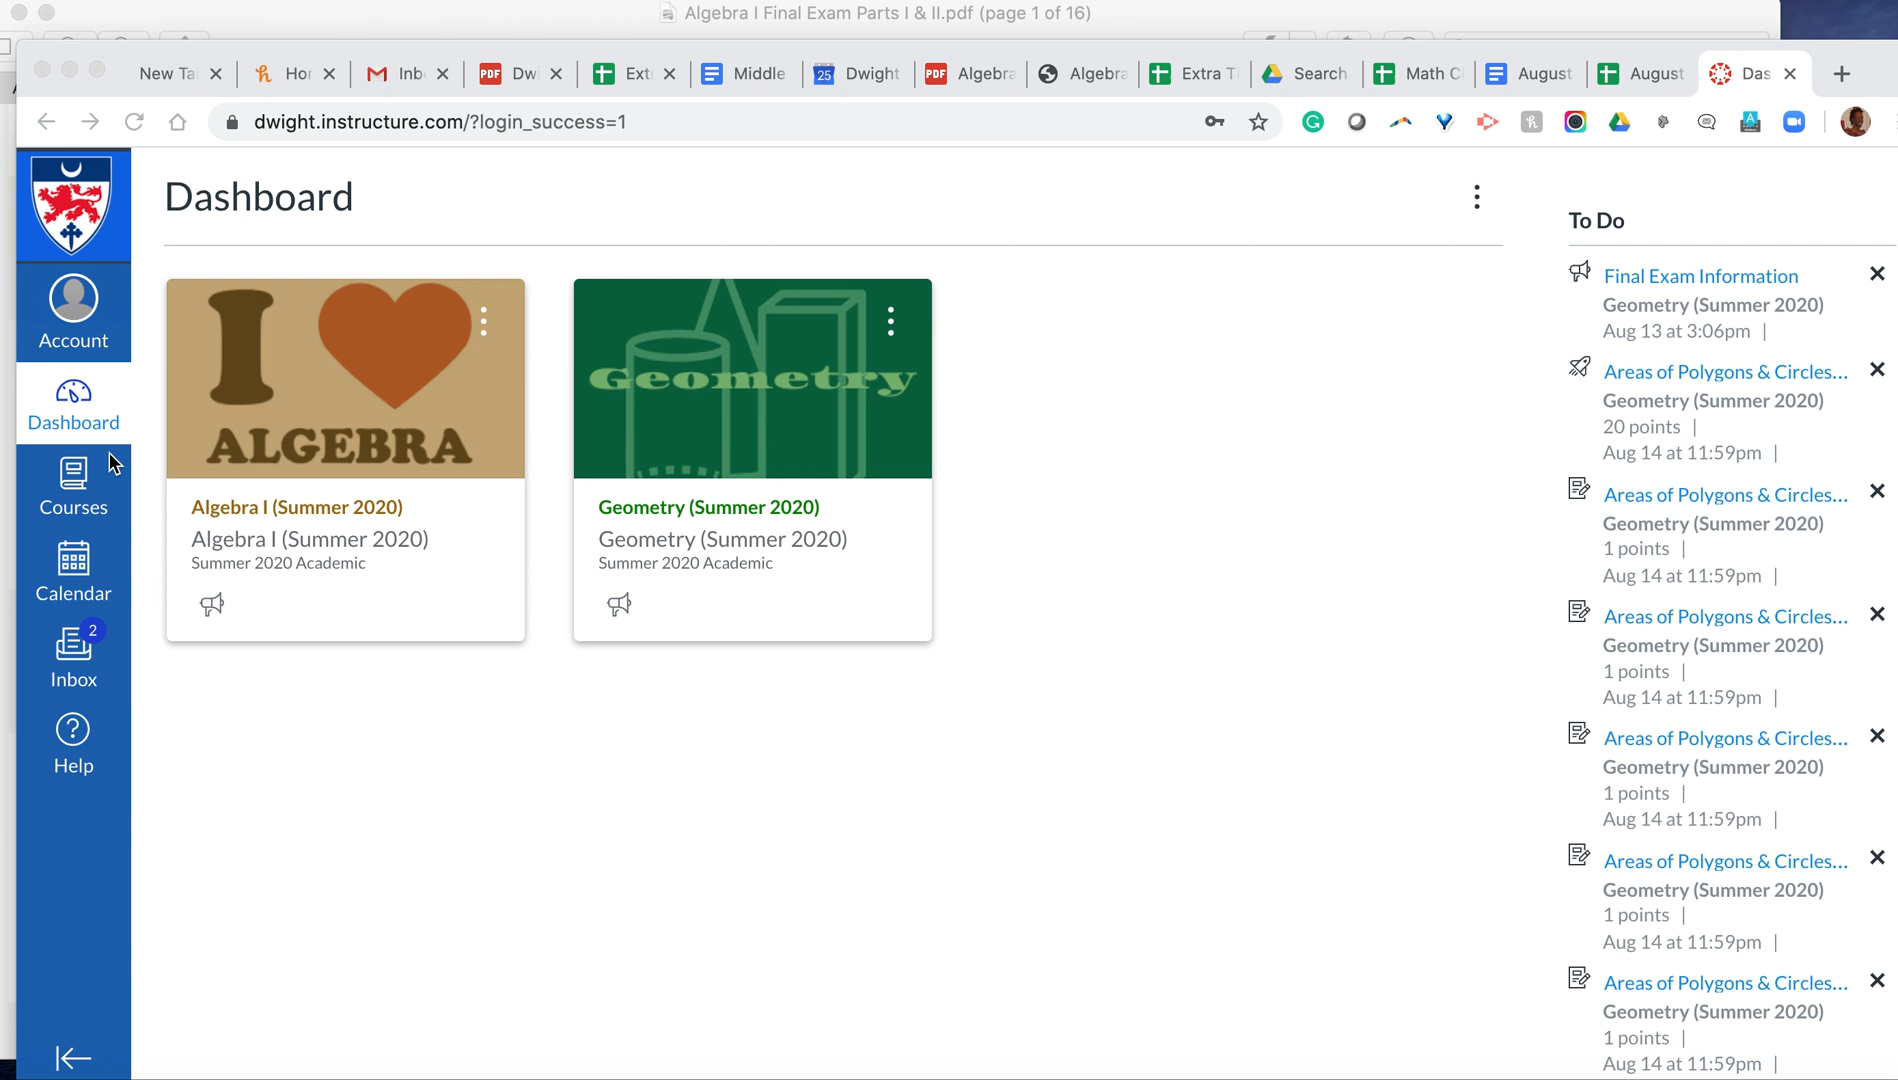 Algebra I Final Exam Parts I & II.pdf (page 1 of 16)
New Ta
Hor
Inb
PDF Dwi
Ext
Middle
25 Dwight
PDF Algebra
Algebra
Extra Ti
Search
Math C
August
August
Das
dwight.instructure.com/?login_success=1
Dashboard
To Do
Account
Dashboard
Courses
Calendar
2
Inbox
Help
I
ALGEBRA
Algebra I (Summer 2020)
Algebra I (Summer 2020)
Summer 2020 Academic
Geometry
Geometry (Summer 2020)
Geometry (Summer 2020)
Summer 2020 Academic
Final Exam Information
Geometry (Summer 2020)
Aug 13 at 3:06pm |
Areas of Polygons & Circles...
Geometry (Summer 2020)
20 points |
Aug 14 at 11:59pm |
Areas of Polygons & Circles...
Geometry (Summer 2020)
1 points |
Aug 14 at 11:59pm |
Areas of Polygons & Circles...
Geometry (Summer 2020)
1 points |
Aug 14 at 11:59pm |
Areas of Polygons & Circles...
Geometry (Summer 2020)
1 points |
Aug 14 at 11:59pm |
Areas of Polygons & Circles...
Geometry (Summer 2020)
1 points |
Aug 14 at 11:59pm |
Areas of Polygons & Circles...
Geometry (Summer 2020)
1 points |
Aug 14 at 11:59pm |